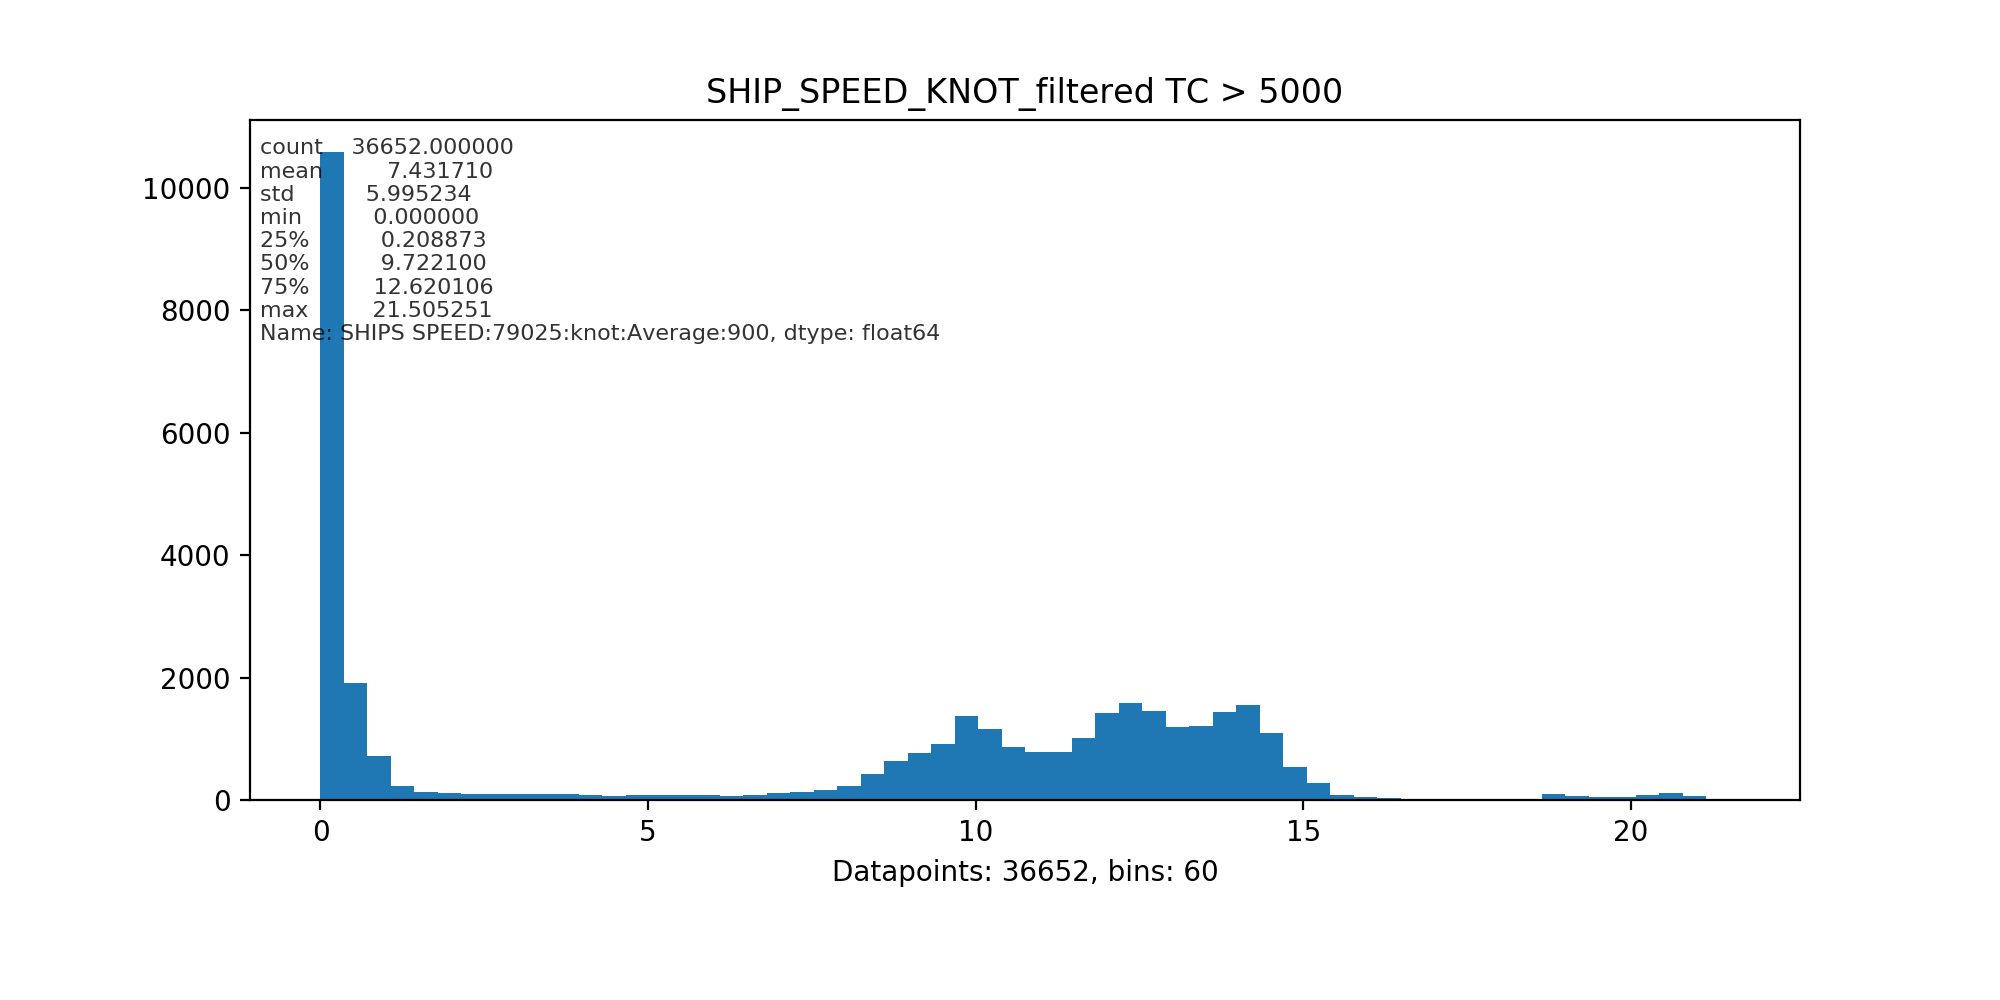 SHIP_SPEED_KNOT_filtered TC > 5000
count 36652.000000
mean 7.431710
std 5.995234
min 0.000000
25% 0.208873
50% 9.722100
75% 12.620106
max 21.505251
Name: SHIPS SPEED:79025:knot:Average:900, dtype: float64
10000
8000
6000
4000
2000
0
0 5 10 15 20
Datapoints: 36652, bins: 60